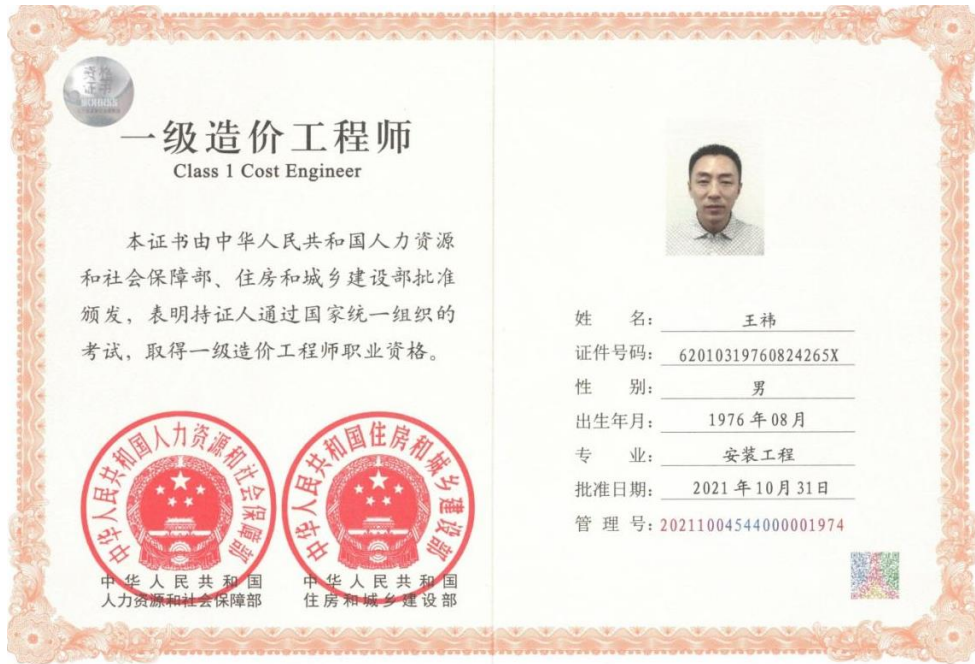 资格
证书
一级造价工程师
Class 1 Cost Engineer
本证书由中华人民共和国人力资源
和社会保障部、住房和城乡建设部批准
颁发，表明持证人通过国家统一组织的
考试，取得一级造价工程师职业资格。
中华人民共和国人力资源和社会保障部
中华人民共和国住房和城乡建设部
中华人民共和国
人力资源和社会保障部
中华人民共和国
住房和城乡建设部
姓 名：王祎
证件号码：62010319760824265X
性 别：男
出生年月：1976年08月
专 业：安装工程
批准日期：2021年10月31日
管 理 号：20211004544000001974